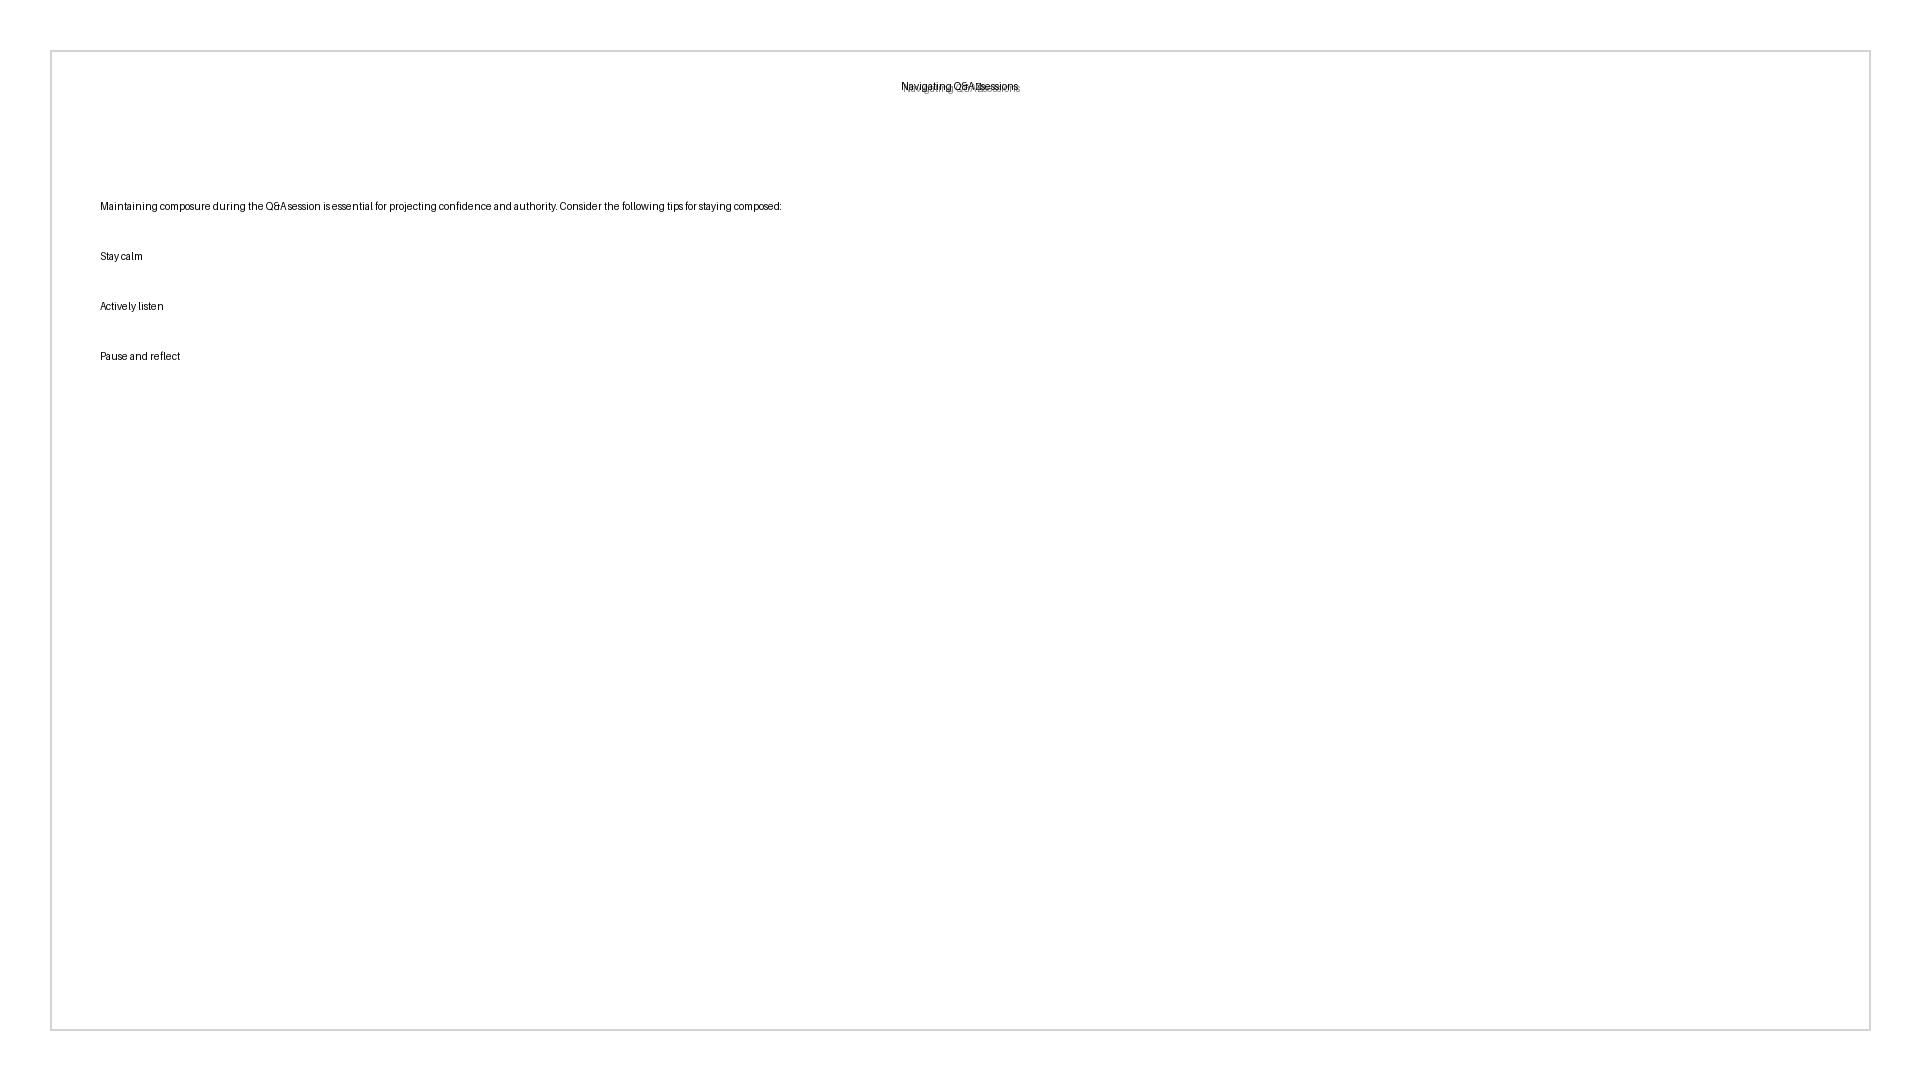 Navigating Q&A sessions
Maintaining composure during the Q&A session is essential for projecting confidence and authority. Consider the following tips for staying composed:
Stay calm
Actively listen
Pause and reflect